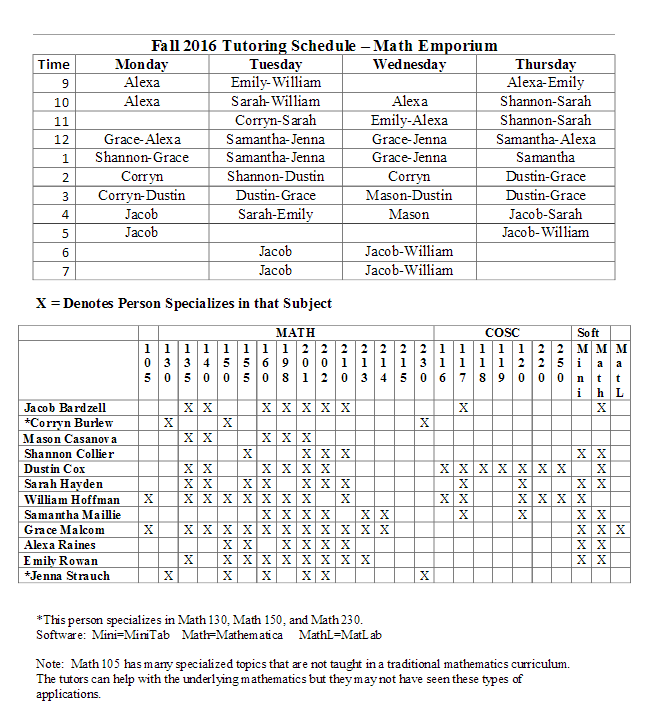 Fall 2016 Tutoring Schedule – Math Emporium
Time Monday Tuesday Wednesday Thursday
9 Alexa Emily-William Alexa-Emily
10 Alexa Sarah-William Alexa Shannon-Sarah
11 Corryn-Sarah Emily-Alexa Shannon-Sarah
12 Grace-Alexa Samantha-Jenna Grace-Jenna Samantha-Alexa
1 Shannon-Grace Samantha-Jenna Grace-Jenna Samantha
2 Corryn Shannon-Dustin Corryn Dustin-Grace
3 Corryn-Dustin Dustin-Grace Mason-Dustin Dustin-Grace
4 Jacob Sarah-Emily Mason Jacob-Sarah
5 Jacob Jacob-William
6 Jacob Jacob-William
7 Jacob Jacob-William
X = Denotes Person Specializes in that Subject
MATH COSC Soft
105 130 135 140 150 155 160 198 201 202 210 213 214 215 230 116 117 118 119 120 220 250 Mini Math MatL
Jacob Bardzell X X X X X X X X X
*Corryn Burlew X X X
Mason Casanova X X X X X
Shannon Collier X X X X X X
Dustin Cox X X X X X X X X X X X X X X
Sarah Hayden X X X X X X X X X X X
William Hoffman X X X X X X X X X X X X X X X
Samantha Maillie X X X X X X X X X X
Grace Malcom X X X X X X X X X X X X X X X
Alexa Raines X X X X X X X X
Emily Rowan X X X X X X X X X X X
*Jenna Strauch X X X X X X
*This person specializes in Math 130, Math 150, and Math 230.
Software: Mini=MiniTab Math=Mathematica MathL=MatLab
Note: Math 105 has many specialized topics that are not taught in a traditional mathematics curriculum.
The tutors can help with the underlying mathematics but they may not have seen these types of
applications.